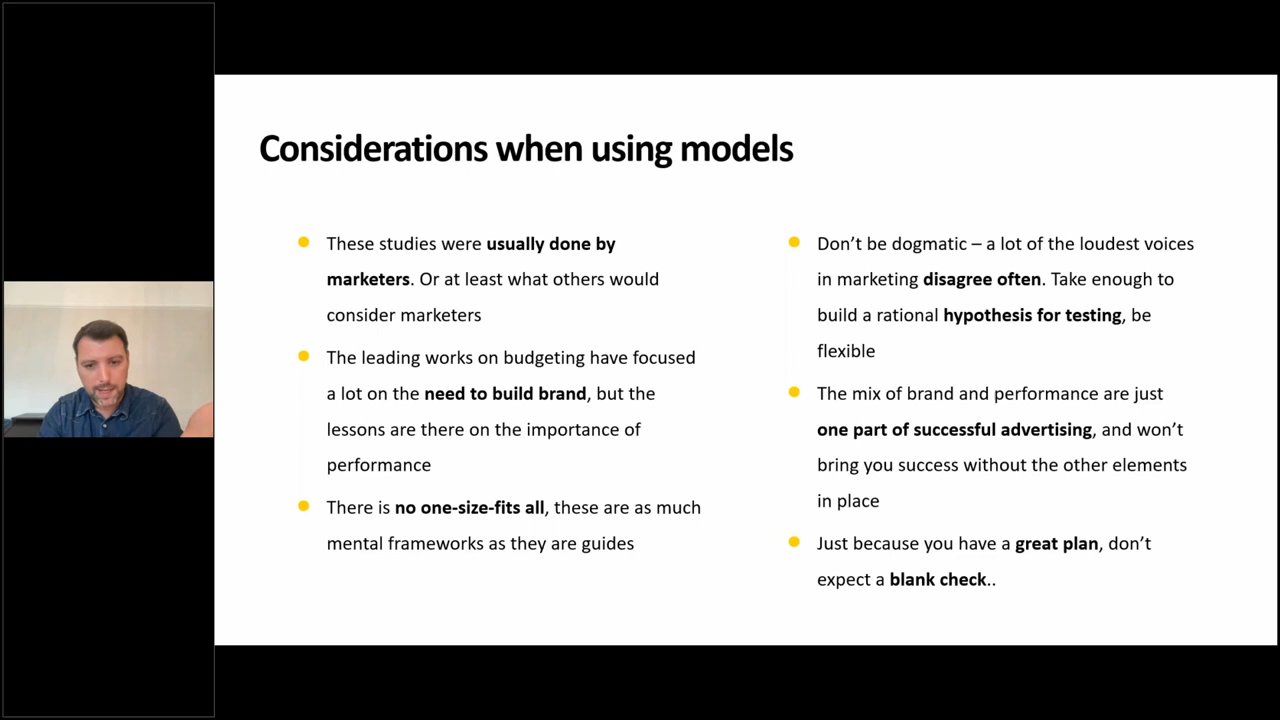 Considerations when using models
These studies were usually done by
marketers. Or at least what others would
consider marketers
The leading works on budgeting have focused
a lot on the need to build brand, but the
lessons are there on the importance of
performance
There is no one-size-fits all, these are as much
mental frameworks as they are guides
Don’t be dogmatic – a lot of the loudest voices
in marketing disagree often. Take enough to
build a rational hypothesis for testing, be
flexible
The mix of brand and performance are just
one part of successful advertising, and won’t
bring you success without the other elements
in place
Just because you have a great plan, don’t
expect a blank check..